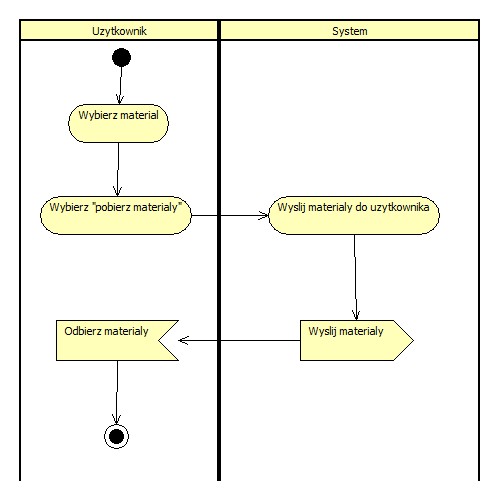 Uzytkownik
System
Wybierz material
Wybierz "pobierz materialy"
Wyslij materialy do uzytkownika
Odbierz materialy
Wyslij materialy